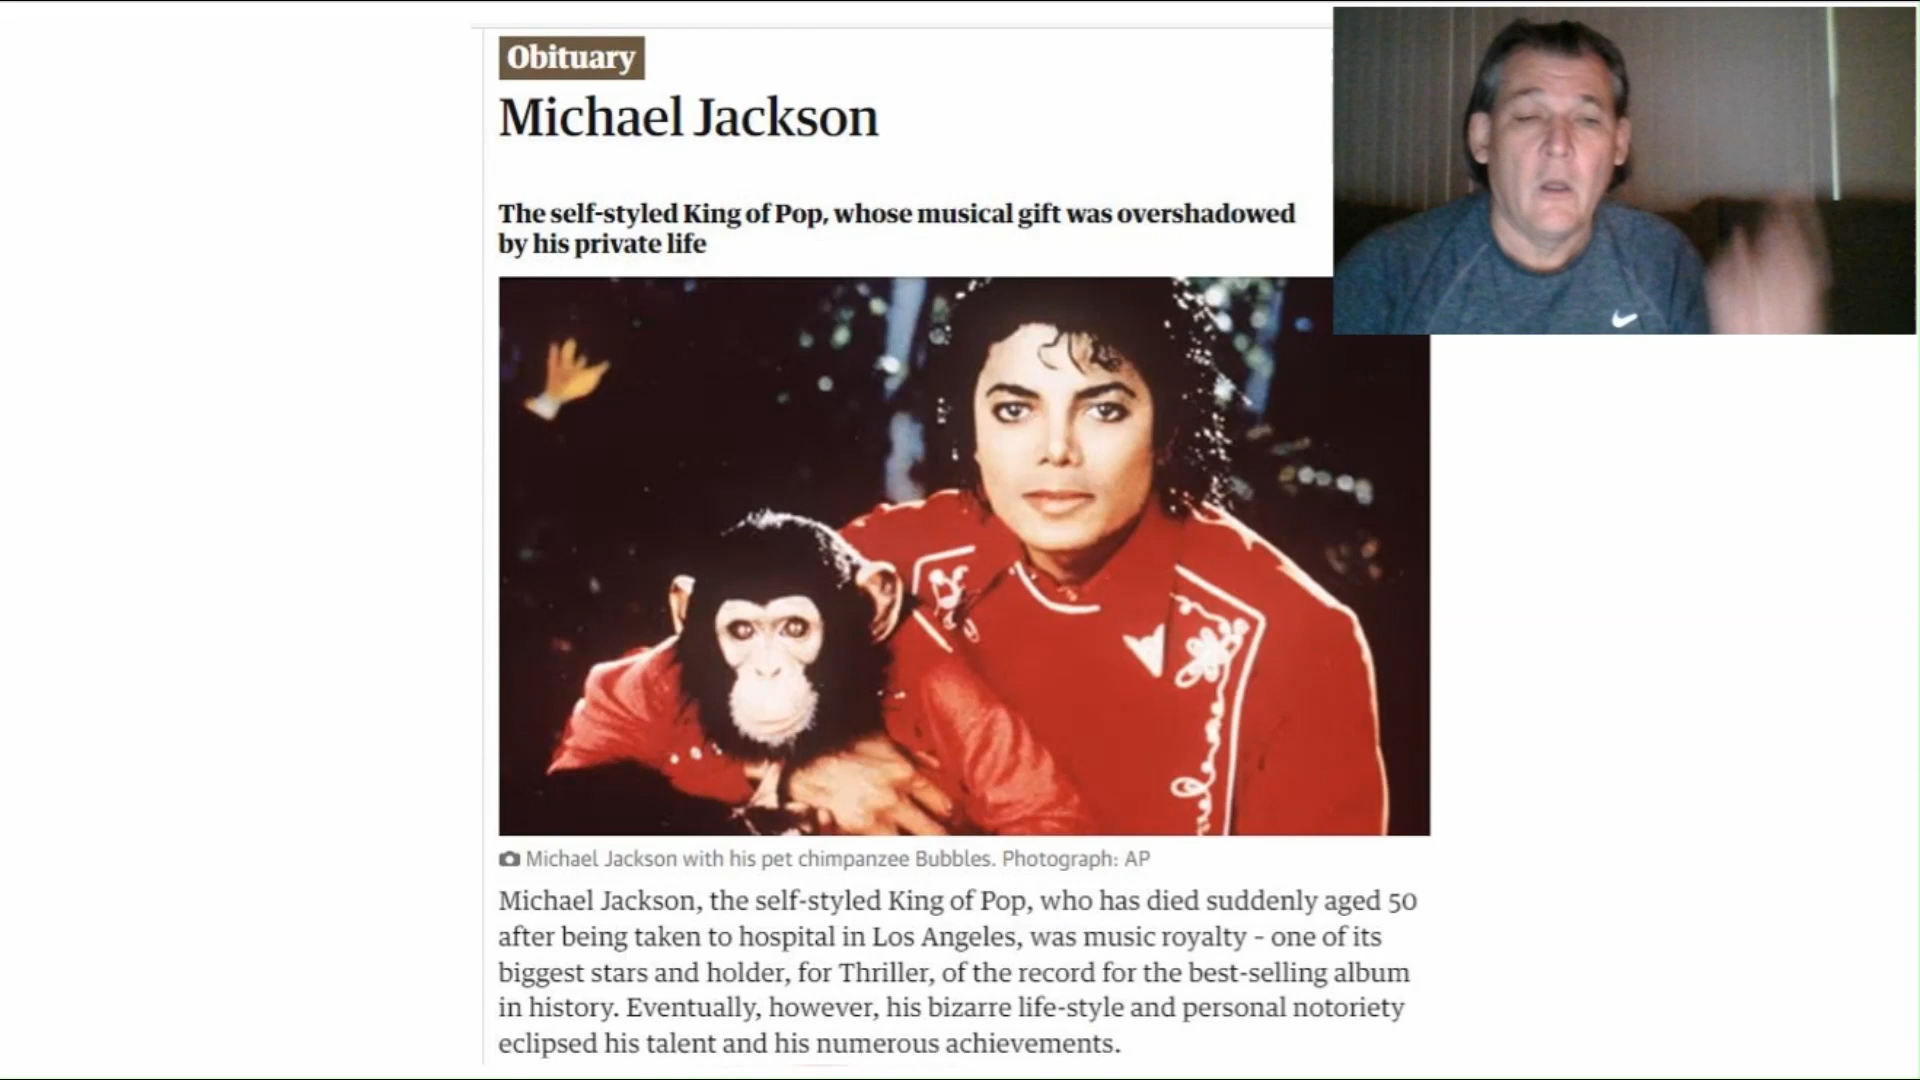 Obituary
Michael Jackson
The self-styled King of Pop, whose musical gift was overshadowed
by his private life
Michael Jackson with his pet chimpanzee Bubbles. Photograph: AP
Michael Jackson, the self-styled King of Pop, who has died suddenly aged 50
after being taken to hospital in Los Angeles, was music royalty – one of its
biggest stars and holder, for Thriller, of the record for the best-selling album
in history. Eventually, however, his bizarre life-style and personal notoriety
eclipsed his talent and his numerous achievements.